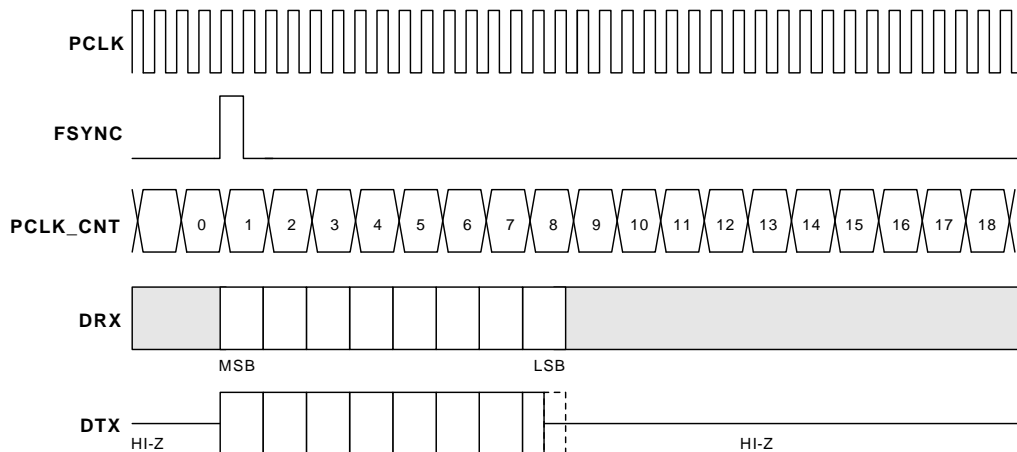 PCLK
FSYNC
PCLK_CNT 0 1 2 3 4 5 6 7 8 9 10 11 12 13 14 15 16 17 18
DRX
MSB LSB
DTX
HI-Z HI-Z